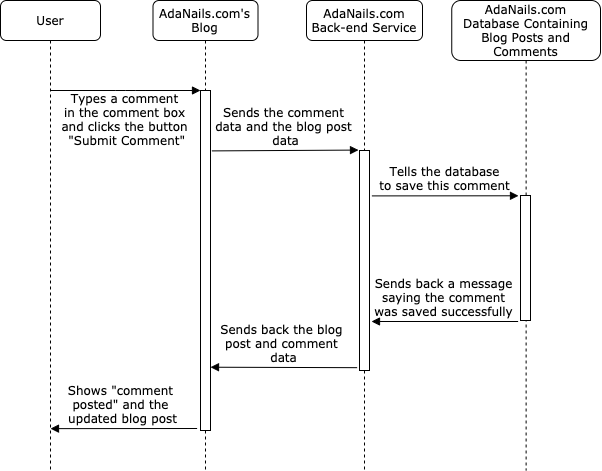 User
AdaNails.com's
Blog
AdaNails.com
Back-end Service
AdaNails.com
Database Containing
Blog Posts and
Comments
Types a comment
in the comment box
and clicks the button
"Submit Comment"
Sends the comment
data and the blog post
data
Tells the database
to save this comment
Sends back a message
saying the comment
was saved successfully
Sends back the blog
post and comment
data
Shows "comment
posted" and the
updated blog post